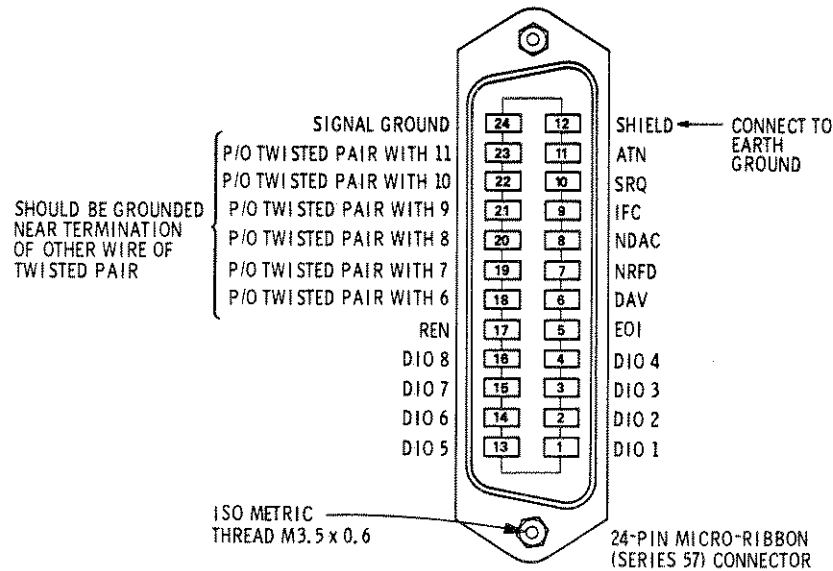 SIGNAL GROUND 24 12 SHIELD CONNECT TO
EARTH
GROUND
P/O TWISTED PAIR WITH 11 23 11 ATN
P/O TWISTED PAIR WITH 10 22 10 SRQ
SHOULD BE GROUNDED
NEAR TERMINATION
OF OTHER WIRE OF
TWISTED PAIR
P/O TWISTED PAIR WITH 9 21 9 IFC
P/O TWISTED PAIR WITH 8 20 8 NDAC
P/O TWISTED PAIR WITH 7 19 7 NRFD
P/O TWISTED PAIR WITH 6 18 6 DAV
REN 17 5 EOI
DIO 8 16 4 DIO 4
DIO 7 15 3 DIO 3
DIO 6 14 2 DIO 2
DIO 5 13 1 DIO 1
ISO METRIC
THREAD M3.5 x 0.6
24-PIN MICRO-RIBBON
(SERIES 57) CONNECTOR